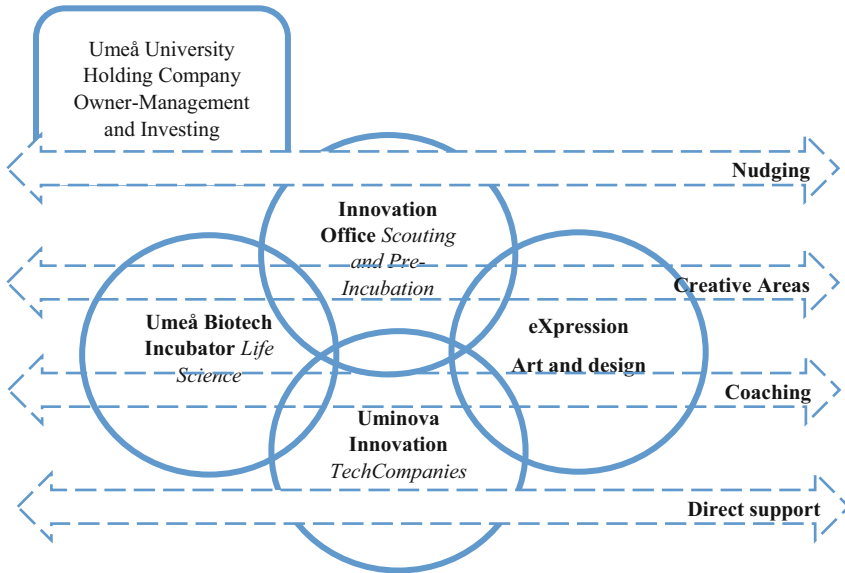 Umeå University
Holding Company
Owner-Management
and Investing
Nudging
Innovation
Office Scouting
and Pre-
Incubation
Creative Areas
Umeå Biotech
Incubator Life
Science
eXpression
Art and design
Coaching
Uminova
Innovation
TechCompanies
Direct support